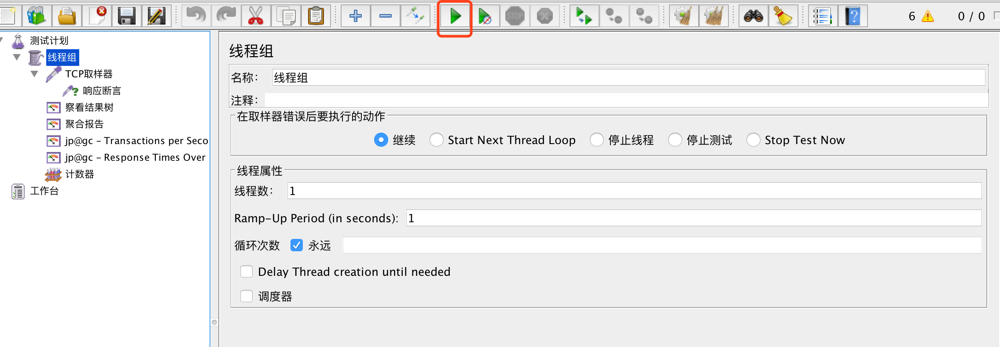 STOP
?
6
0 / 0
测试计划
线程组
TCP取样器
响应断言
察看结果树
聚合报告
jp@gc – Transactions per Seco
jp@gc – Response Times Over
计数器
工作台
线程组
名称： 线程组
注释：
在取样器错误后要执行的动作
继续 Start Next Thread Loop 停止线程 停止测试 Stop Test Now
线程属性
线程数： 1
Ramp-Up Period (in seconds): 1
循环次数 永远
Delay Thread creation until needed
调度器